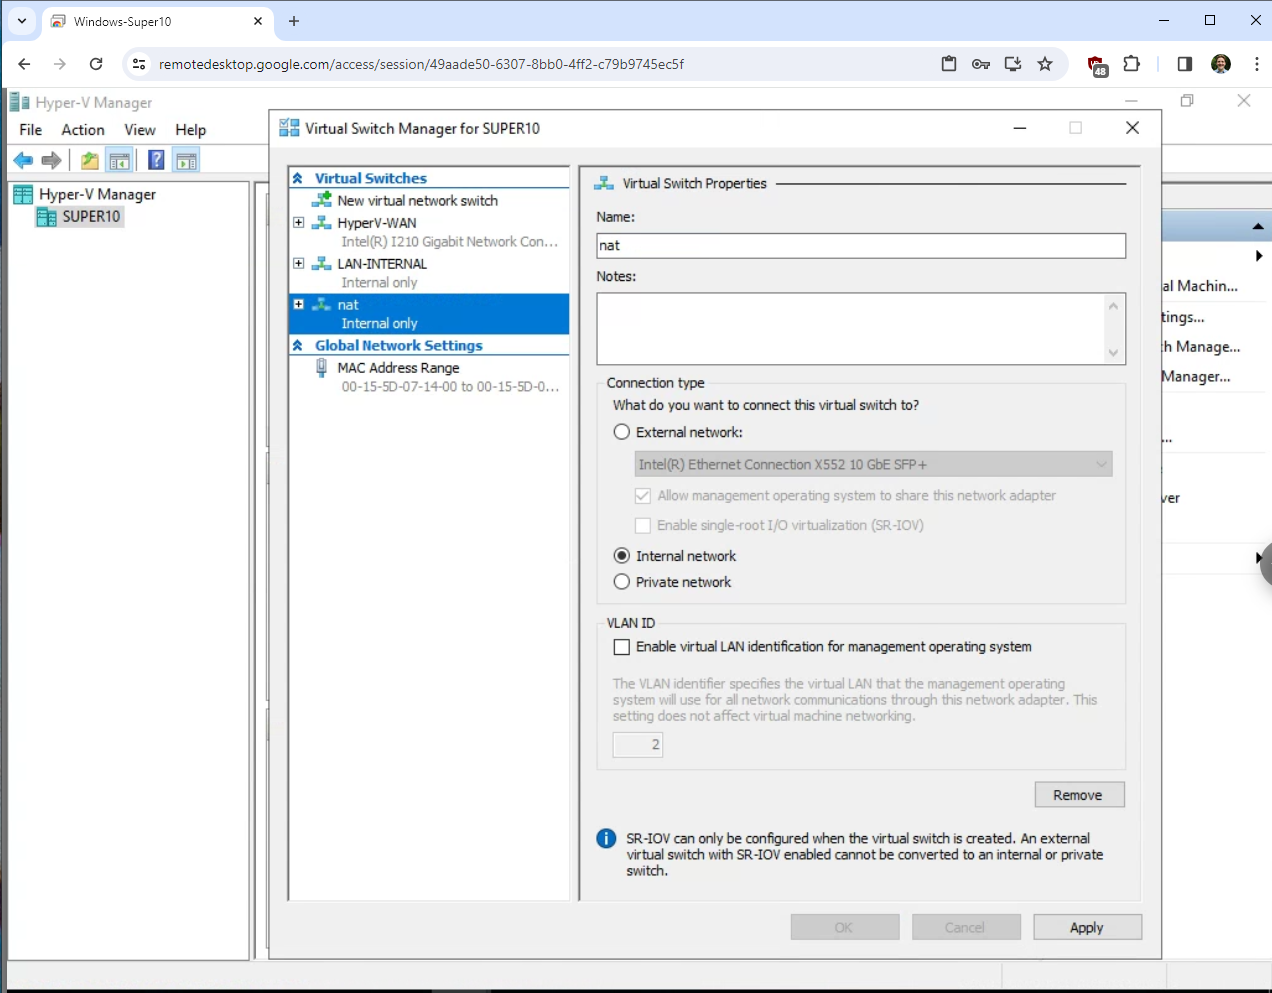 Windows-Super10
remotedesktop.google.com/access/session/49aade50-6307-8bb0-4ff2-c79b9745ec5f
48
Hyper-V Manager
File Action View Help
Hyper-V Manager
SUPER10
Virtual Switch Manager for SUPER10
Virtual Switches
New virtual network switch
HyperV-WAN
Intel(R) I210 Gigabit Network Con...
LAN-INTERNAL
Internal only
nat
Internal only
Global Network Settings
MAC Address Range
00-15-5D-07-14-00 to 00-15-5D-0...
Virtual Switch Properties
Name:
nat
Notes:
Connection type
What do you want to connect this virtual switch to?
External network:
Intel(R) Ethernet Connection X552 10 GbE SFP+
Allow management operating system to share this network adapter
Enable single-root I/O virtualization (SR-IOV)
Internal network
Private network
VLAN ID
Enable virtual LAN identification for management operating system
The VLAN identifier specifies the virtual LAN that the management operating
system will use for all network communications through this network adapter. This
setting does not affect virtual machine networking.
2
Remove
SR-IOV can only be configured when the virtual switch is created. An external
virtual switch with SR-IOV enabled cannot be converted to an internal or private
switch.
OK Cancel Apply
al Machin...
tings...
h Manage...
Manager...
...
ver